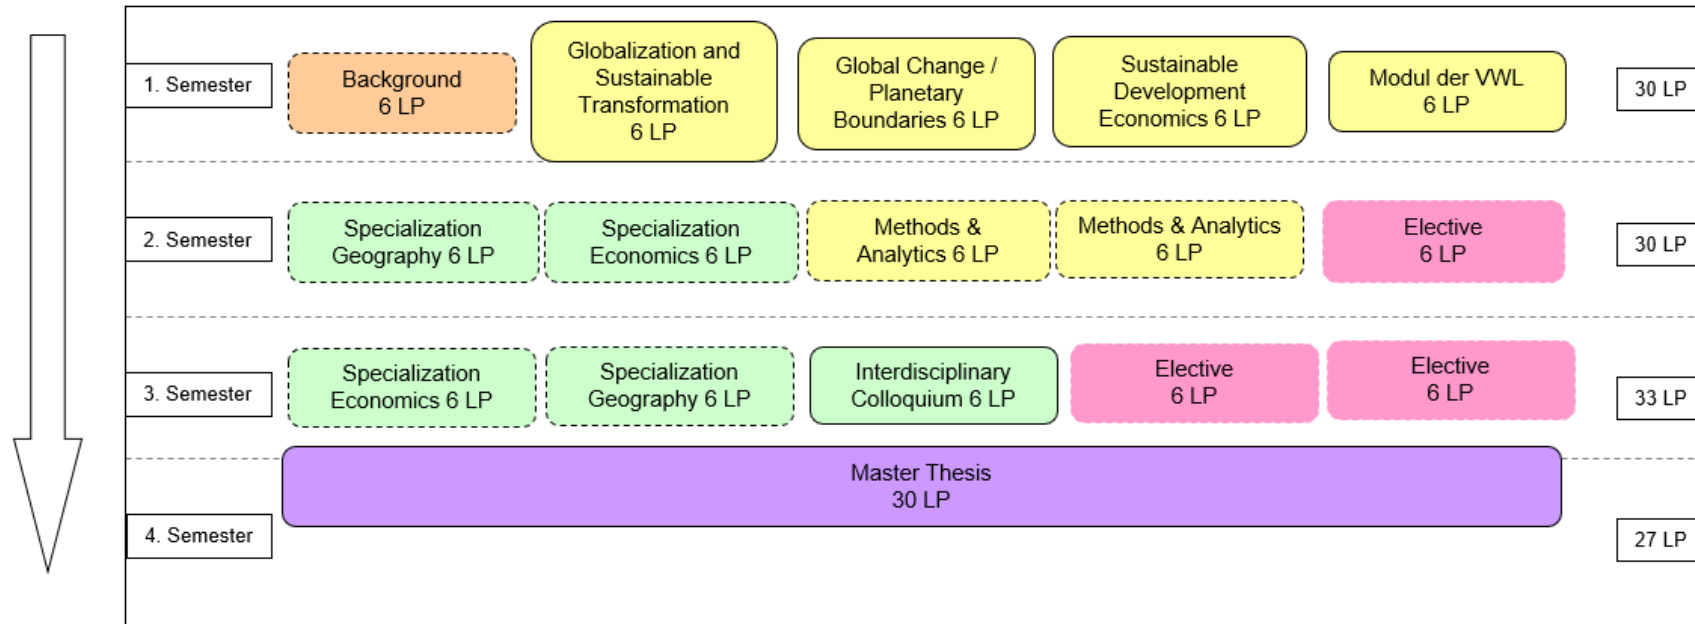 1. Semester
Background
6 LP
Globalization and
Sustainable
Transformation
6 LP
Global Change /
Planetary
Boundaries 6 LP
Sustainable
Development
Economics 6 LP
Modul der VWL
6 LP
30 LP
2. Semester
Specialization
Geography 6 LP
Specialization
Economics 6 LP
Methods &
Analytics 6 LP
Methods & Analytics
6 LP
Elective
6 LP
30 LP
3. Semester
Specialization
Economics 6 LP
Specialization
Geography 6 LP
Interdisciplinary
Colloquium 6 LP
Elective
6 LP
Elective
6 LP
33 LP
Master Thesis
30 LP
4. Semester
27 LP